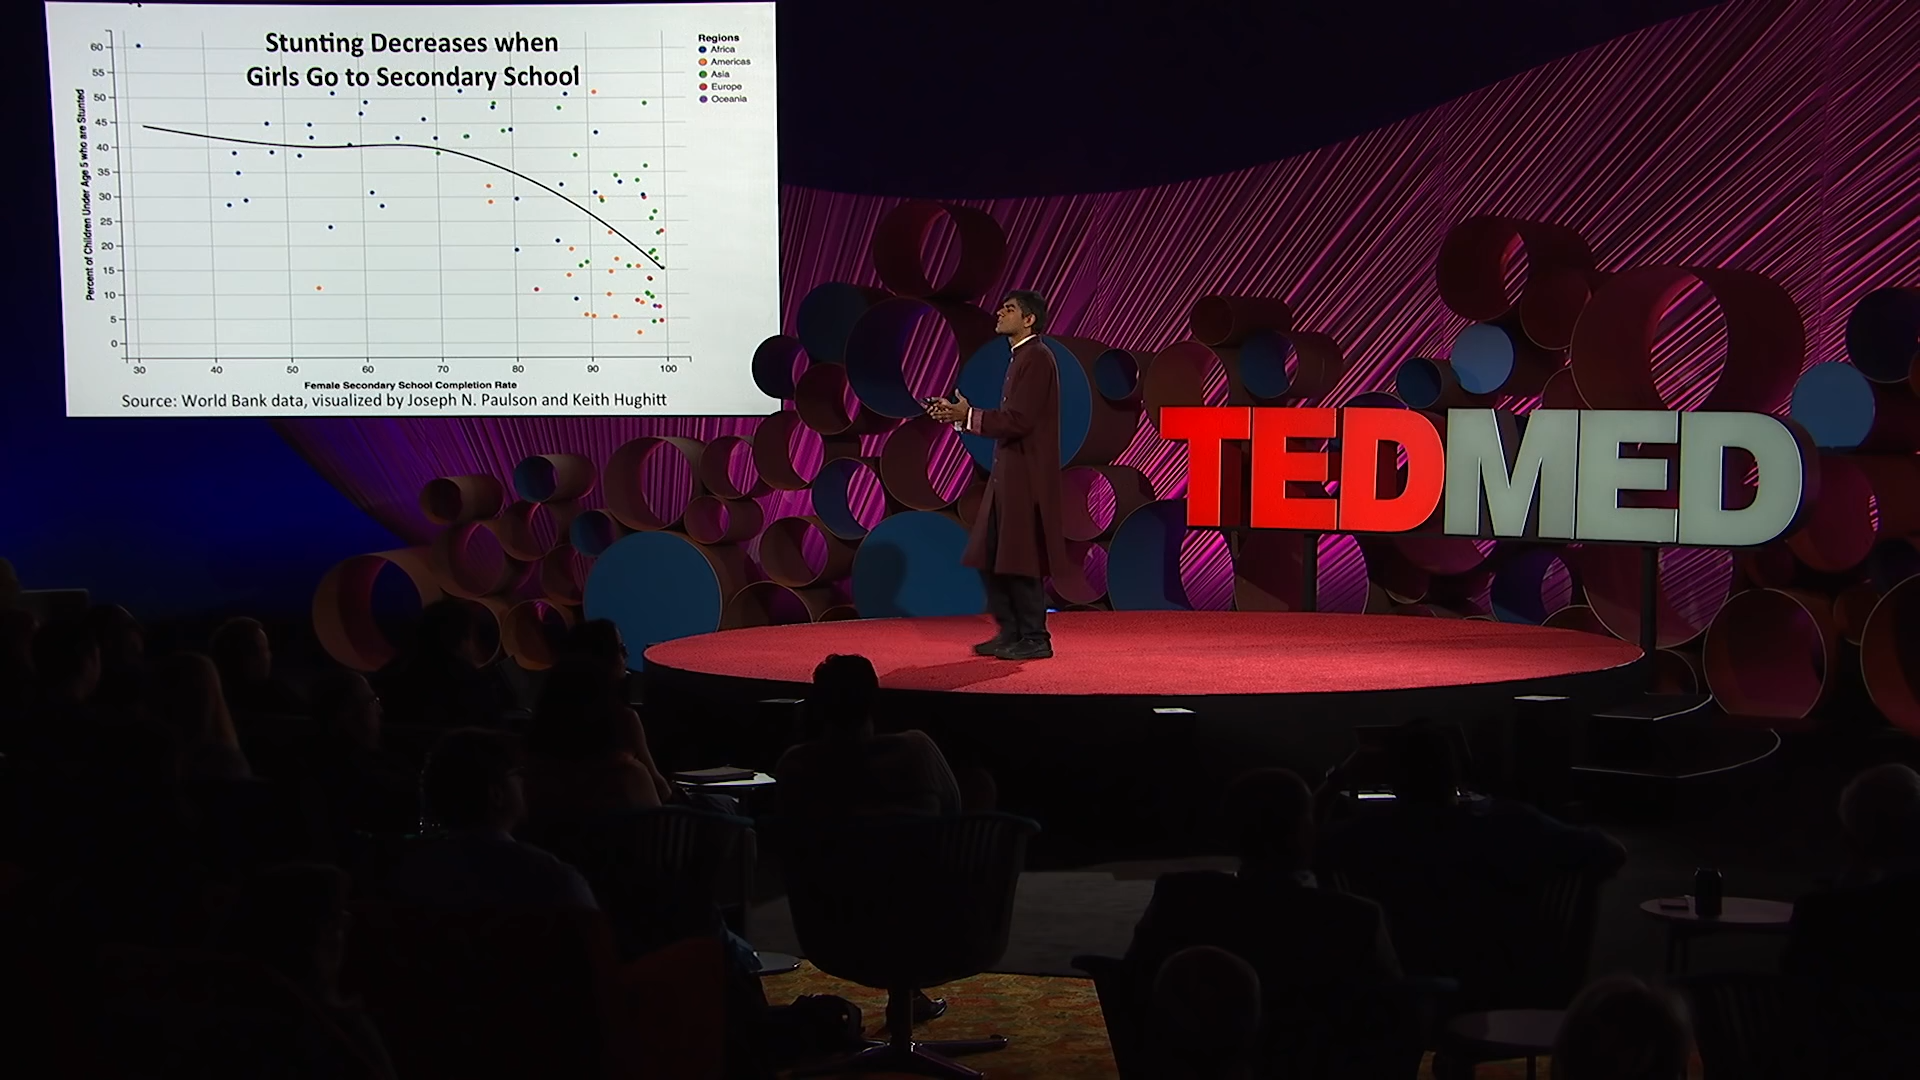 Stunting Decreases when
Girls Go to Secondary School
Regions
Africa
Americas
Asia
Europe
Oceania
Percent of Children Under Age 5 who are Stunted
60
55
50
45
40
35
30
25
20
15
10
5
0
30 40 50 60 70 80 90 100
Female Secondary School Completion Rate
Source: World Bank data, visualized by Joseph N. Paulson and Keith Hughitt
TEDMED